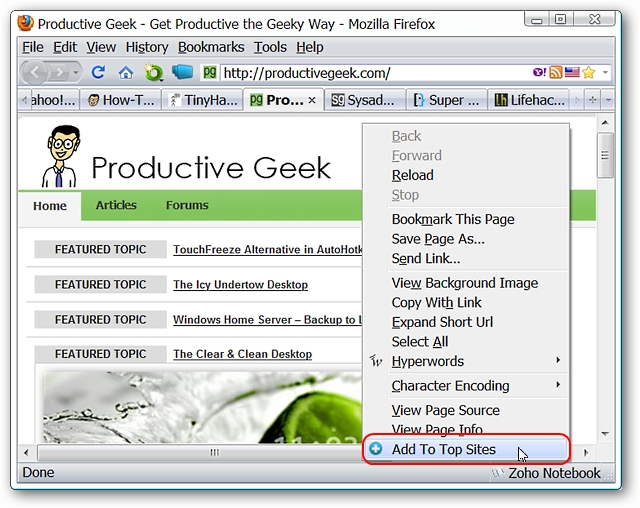 Productive Geek - Get Productive the Geeky Way - Mozilla Firefox
File Edit View History Bookmarks Tools Help
pg http://productivegeek.com/ Y!
ahoo!... How-T... TinyHa... pg Pro... SG Sysad... Super ... lh Lifehac...
Productive Geek
Home Articles Forums
FEATURED TOPIC TouchFreeze Alternative in AutoHotk
FEATURED TOPIC The Icy Undertow Desktop
FEATURED TOPIC Windows Home Server – Backup to L
FEATURED TOPIC The Clear & Clean Desktop
Back
Forward
Reload
Stop
Bookmark This Page
Save Page As...
Send Link...
View Background Image
Copy With Link
Expand Short Url
Select All
Hyperwords
Character Encoding
View Page Source
View Page Info
Add To Top Sites
Done Zoho Notebook